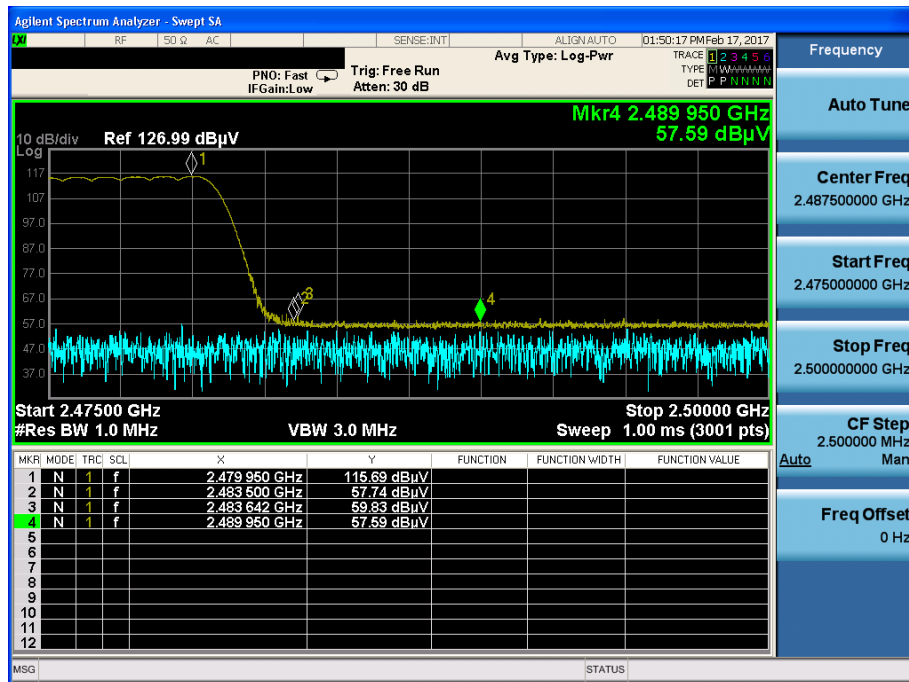 Agilent Spectrum Analyzer - Swept SA
LXI RF 50 Ω AC SENSE:INT ALIGN AUTO 01:50:17 PM Feb 17, 2017
Frequency
Avg Type: Log-Pwr
TRACE 1 2 3 4 5 6
PNO: Fast Trig: Free Run
TYPE M W W W W W
IFGain:Low Atten: 30 dB
DET P P N N N N
Auto Tune
Mkr4 2.489 950 GHz
57.59 dBµV
10 dB/div Ref 126.99 dBµV
Log
1
117
107
97.0
87.0
77.0
67.0
57.0
47.0
37.0
2 3
4
Center Freq
2.487500000 GHz
Start Freq
2.475000000 GHz
Stop Freq
2.500000000 GHz
Start 2.47500 GHz Stop 2.50000 GHz
#Res BW 1.0 MHz VBW 3.0 MHz Sweep 1.00 ms (3001 pts)
CF Step
2.500000 MHz
Auto Man
MKR MODE TRC SCL X Y FUNCTION FUNCTION WIDTH FUNCTION VALUE
1 N 1 f 2.479 950 GHz 115.69 dBµV
2 N 1 f 2.483 500 GHz 57.74 dBµV
3 N 1 f 2.483 642 GHz 59.83 dBµV
4 N 1 f 2.489 950 GHz 57.59 dBµV
5
6
7
8
9
10
11
12
Freq Offset
0 Hz
MSG STATUS